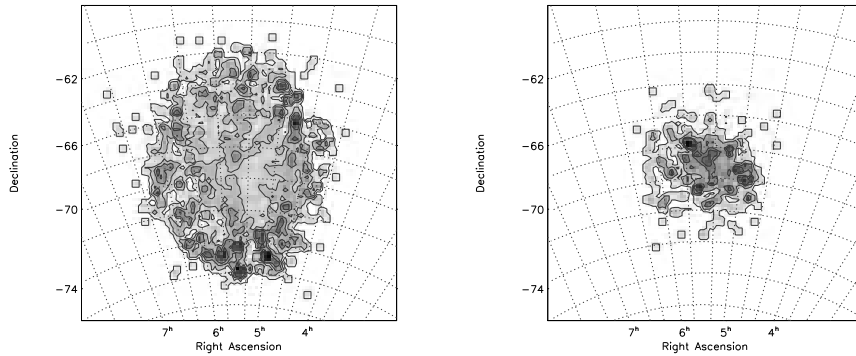 −62
−66
−70
−74
Declination
7ʰ 6ʰ 5ʰ 4ʰ
Right Ascension
−62
−66
−70
−74
Declination
7ʰ 6ʰ 5ʰ 4ʰ
Right Ascension